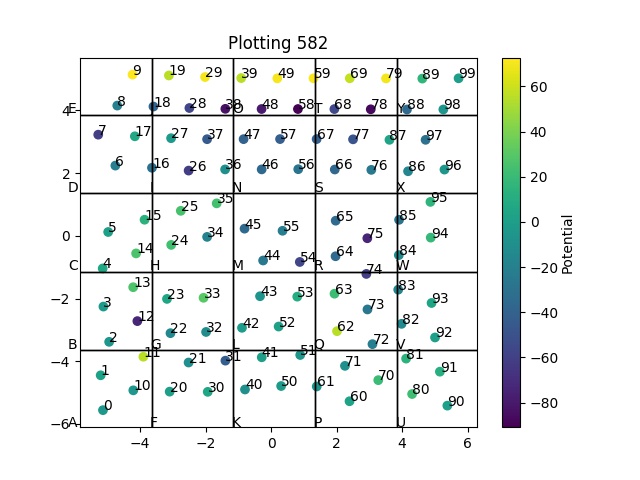 Plotting 582
9 19 29 39 49 59 69 79 89 99
8 18 28 38 48 58 68 78 88 98
E O T Y
7 17 27 37 47 57 67 77 87 97
6 16 26 36 46 56 66 76 86 96
D I N S X
5 15 25 35 45 55 65 75 85 95
4 14 24 34 44 54 64 74 84 94
C H M R W
3 13 23 33 43 53 63 73 83 93
2 12 22 32 42 52 62 72 82 92
B G L Q V
1 11 21 31 41 51 61 71 81 91
0 10 20 30 40 50 60 70 80 90
A F K P U
4
2
0
−2
−4
−6
−4 −2 0 2 4 6
60
40
20
0
−20
−40
−60
−80
Potential